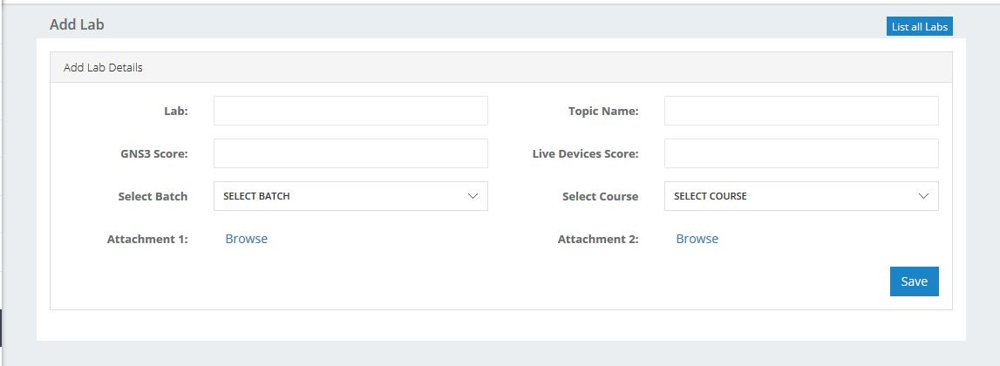 Add Lab
List all Labs
Add Lab Details
Lab:
Topic Name:
GNS3 Score:
Live Devices Score:
Select Batch
SELECT BATCH
Select Course
SELECT COURSE
Attachment 1:
Browse
Attachment 2:
Browse
Save